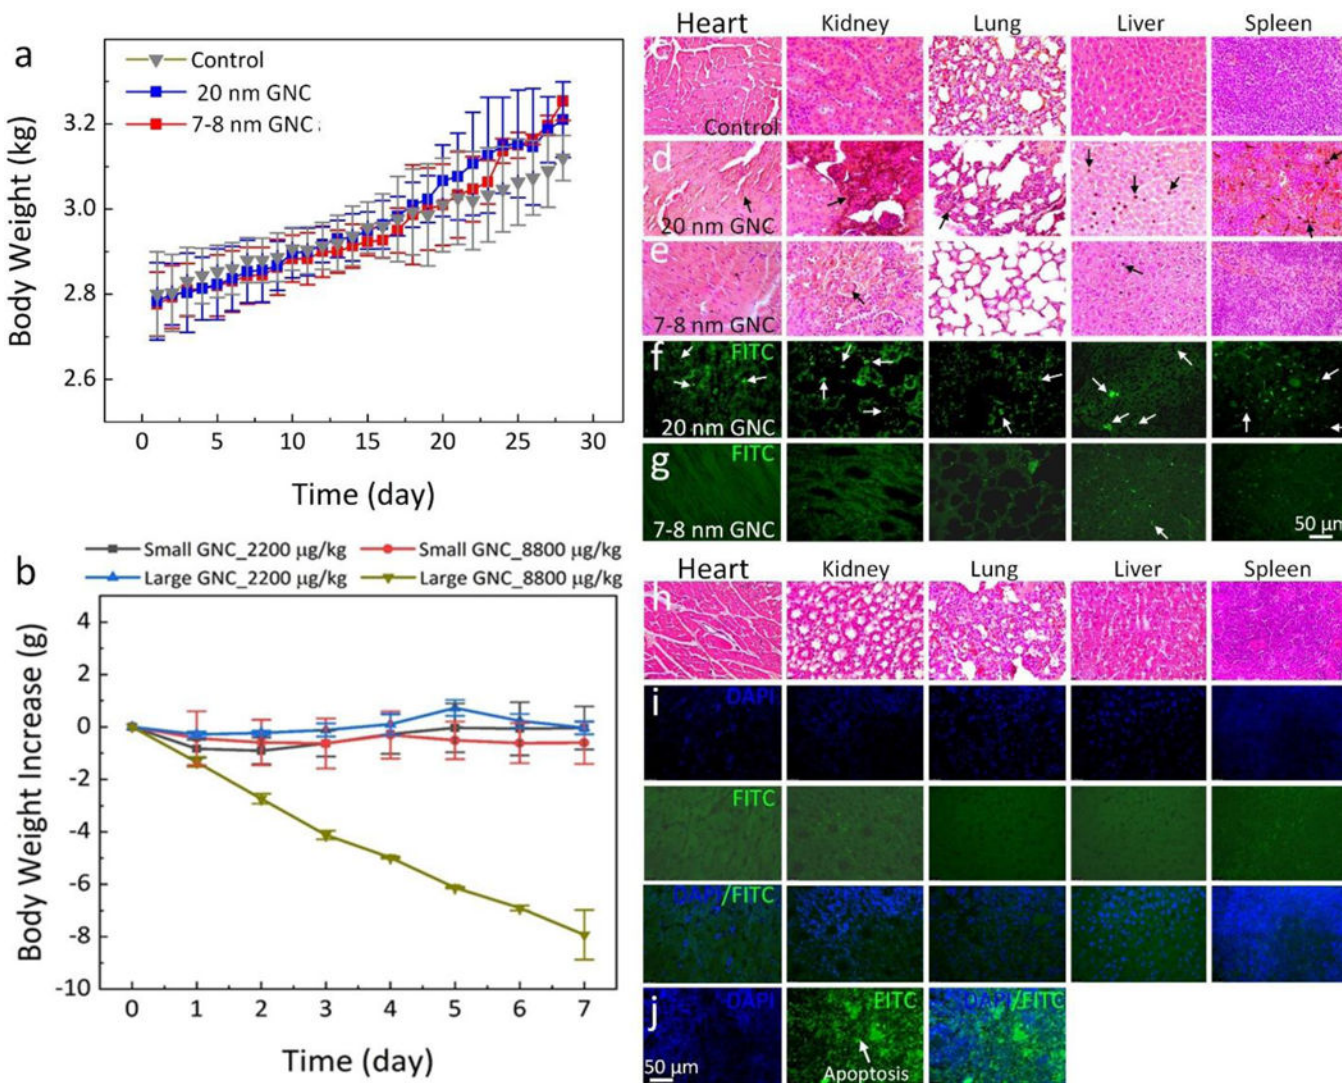 a
Control
20 nm GNC
7-8 nm GNC
3.2
3.0
2.8
2.6
Body Weight (kg)
0 5 10 15 20 25 30
Time (day)
b
Small GNC_2200 µg/kg Small GNC_8800 µg/kg
Large GNC_2200 µg/kg Large GNC_8800 µg/kg
4
2
0
-2
-4
-6
-8
-10
Body Weight Increase (g)
0 1 2 3 4 5 6 7
Time (day)
Heart Kidney Lung Liver Spleen
c
Control
d
20 nm GNC
e
7-8 nm GNC
f FITC
20 nm GNC
g FITC
7-8 nm GNC
50 µm
Heart Kidney Lung Liver Spleen
h
i DAPI
FITC
DAPI/FITC
j DAPI FITC DAPI/FITC
50 µm Apoptosis